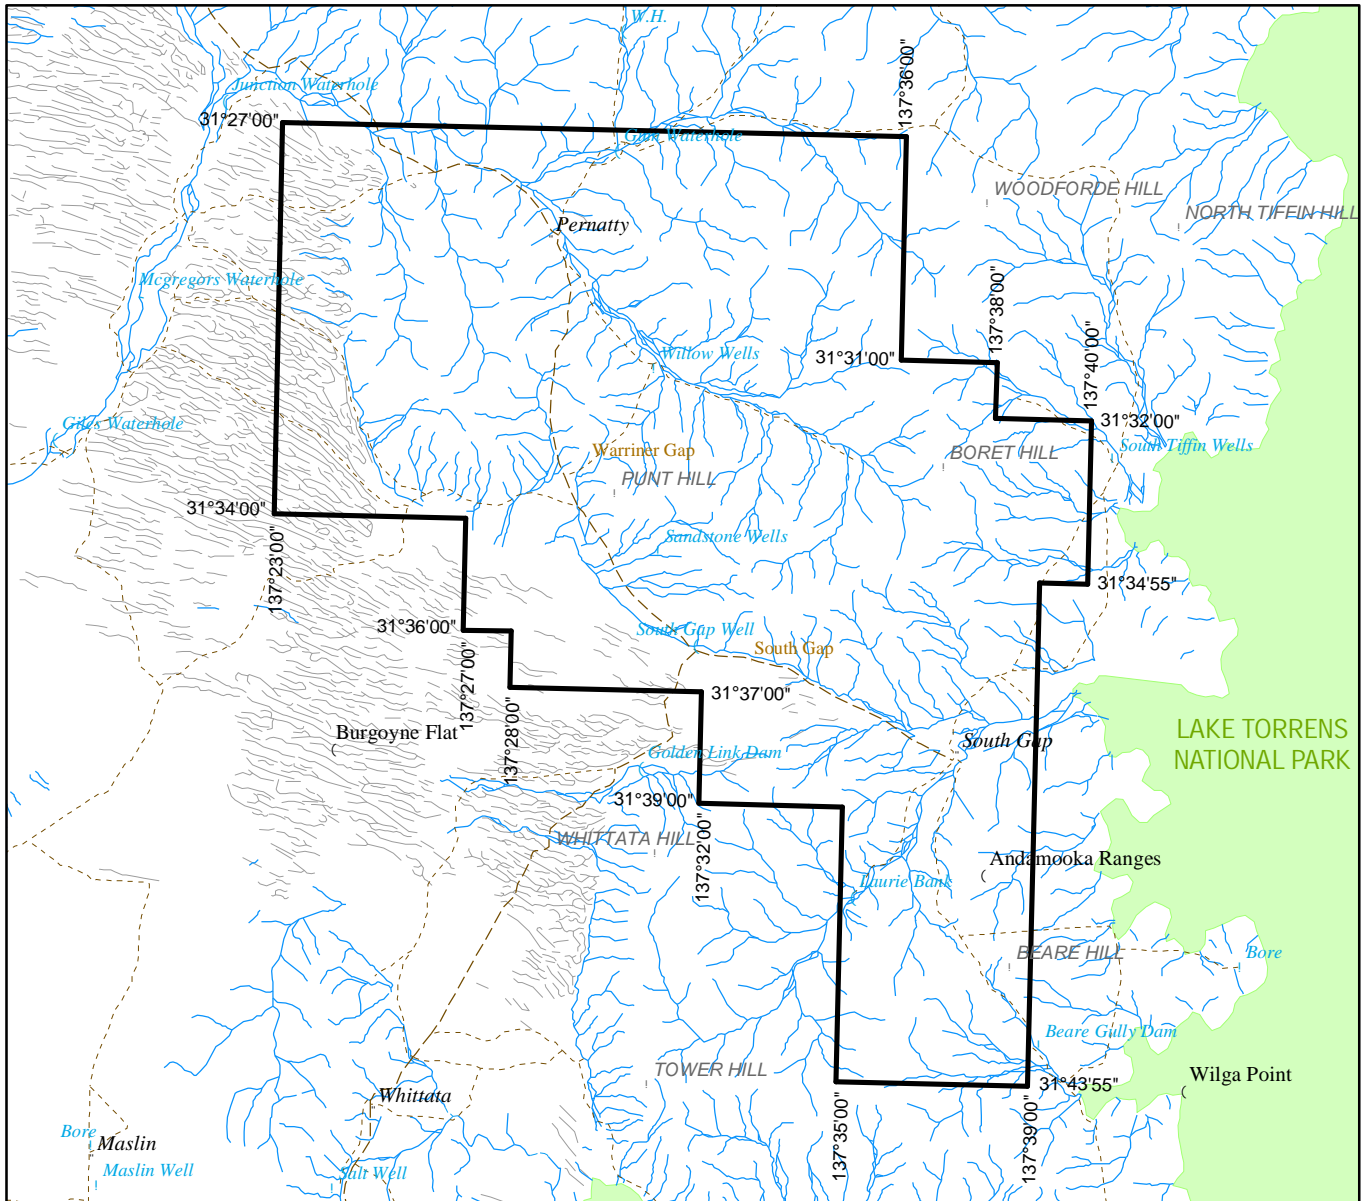 W.H.
Junction Waterhole
137°36'00"
31°27'00"
Gum Waterhole
WOODFORDE HILL
NORTH TIFFIN HILL
Pernatty
Mcgregors Waterhole
137°38'00"
137°40'00"
Willow Wells
31°31'00"
Giles Waterhole
31°32'00"
South Tiffin Wells
Warriner Gap
BORET HILL
PUNT HILL
31°34'00"
Sandstone Wells
137°23'00"
31°34'55"
31°36'00"
South Gap Well
South Gap
137°27'00"
31°37'00"
137°28'00"
Burgoyne Flat
LAKE TORRENS
NATIONAL PARK
South Gap
Golden Link Dam
31°39'00"
WHITTATA HILL
137°32'00"
Andamooka Ranges
Laurie Bank
BEARE HILL
Bore
Beare Gully Dam
TOWER HILL
31°43'55"
Wilga Point
Whittata
137°35'00"
137°39'00"
Bore
Maslin
Maslin Well
Salt Well